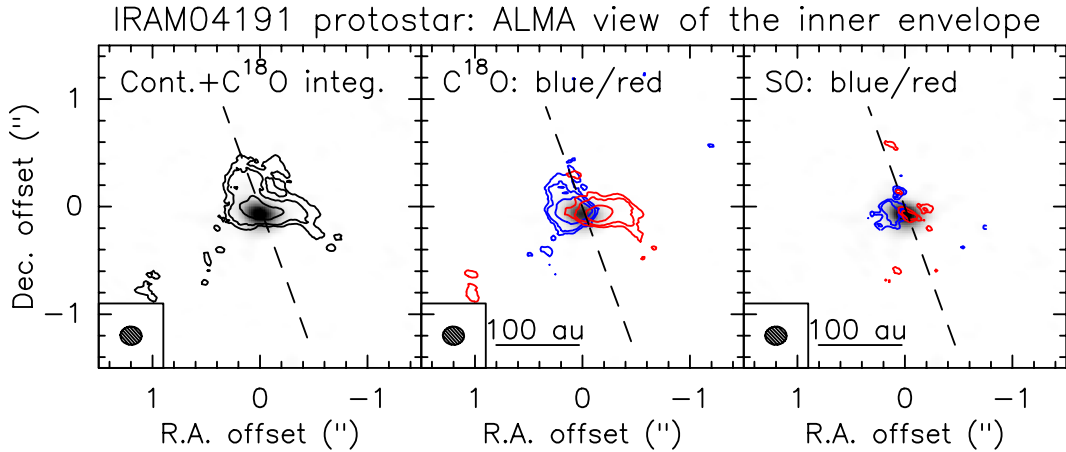 IRAM04191 protostar: ALMA view of the inner envelope
Cont.+C¹⁸O integ.
C¹⁸O: blue/red
SO: blue/red
Dec. offset (")
1
0
−1
100 au
100 au
1 0 −1
1 0 −1
1 0 −1
R.A. offset (")
R.A. offset (")
R.A. offset (")